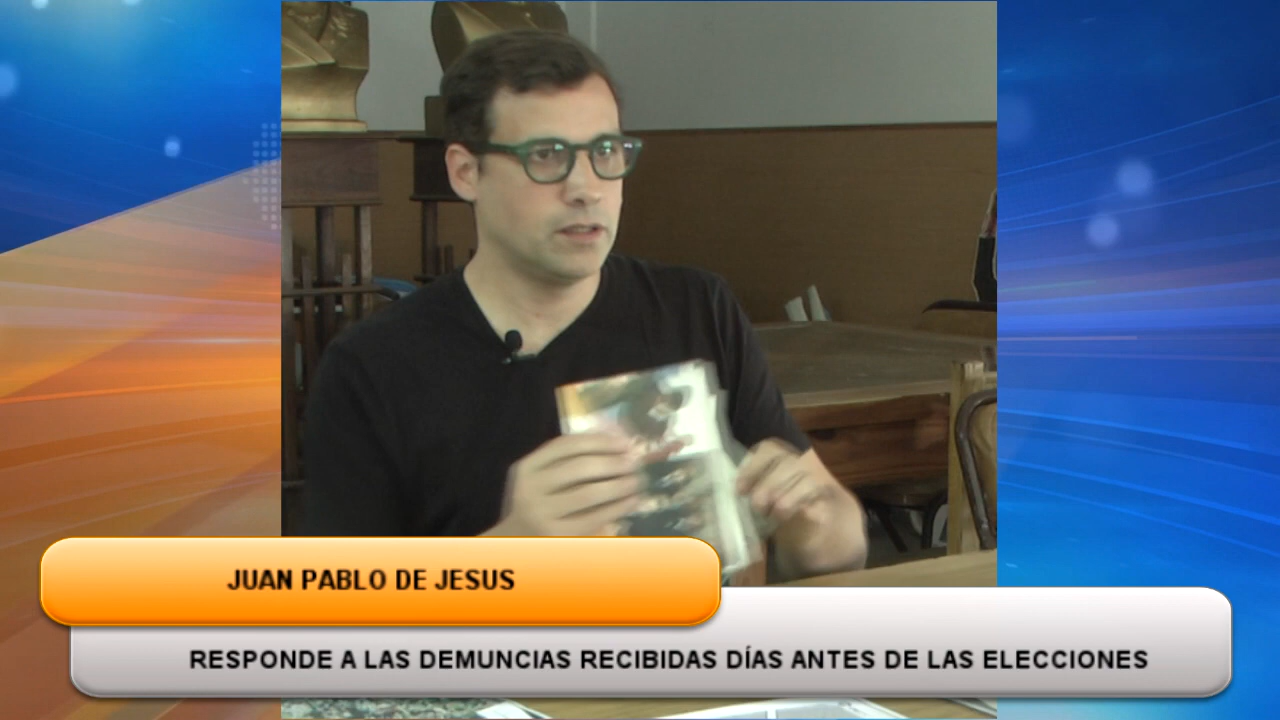 JUAN PABLO DE JESUS
RESPONDE A LAS DEMUNCIAS RECIBIDAS DÍAS ANTES DE LAS ELECCIONES